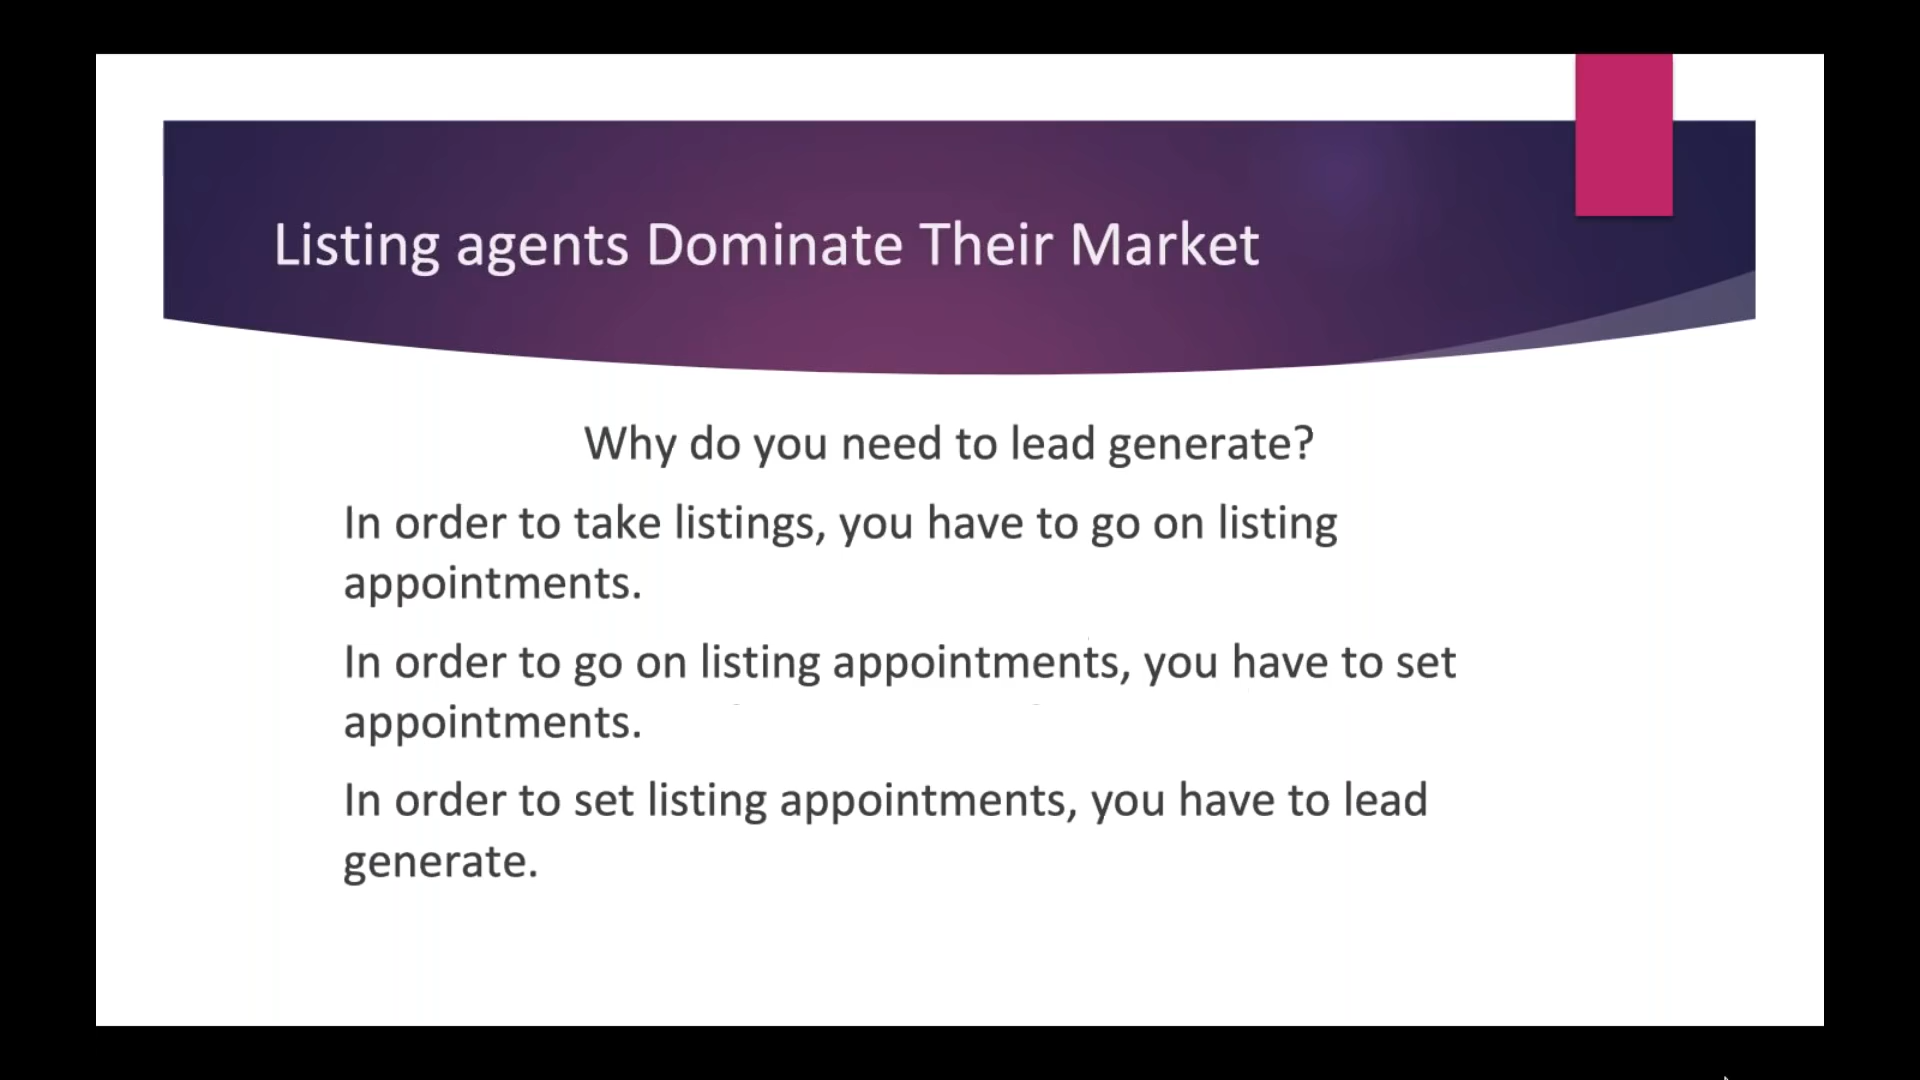 Listing agents Dominate Their Market
Why do you need to lead generate?
In order to take listings, you have to go on listing
appointments.
In order to go on listing appointments, you have to set
appointments.
In order to set listing appointments, you have to lead
generate.